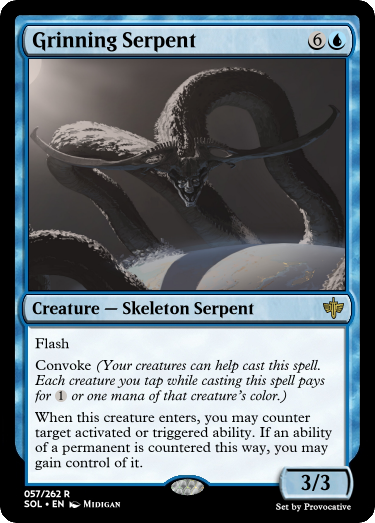 Grinning Serpent 6
Creature — Skeleton Serpent
Flash
Convoke (Your creatures can help cast this spell.
Each creature you tap while casting this spell pays
for 1 or one mana of that creature's color.)
When this creature enters, you may counter
target activated or triggered ability. If an ability
of a permanent is countered this way, you may
gain control of it.
3/3
057/262 R
SOL • EN Midigan
Set by Provocative